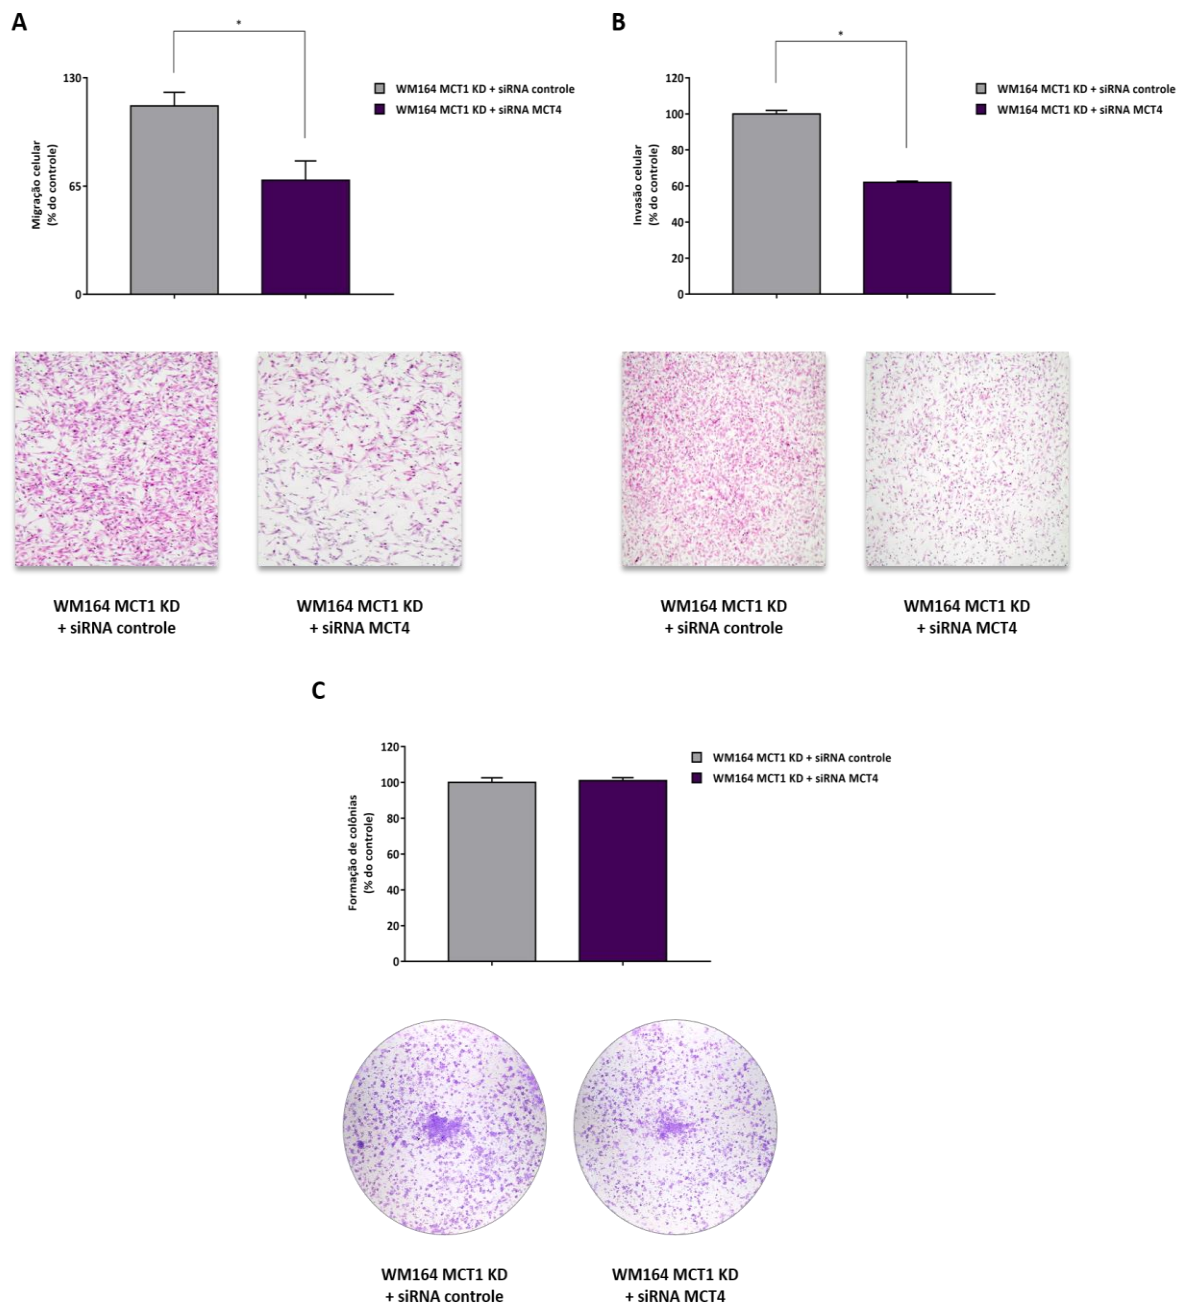 A
*
130
65
0
Migração celular
(% do controle)
WM164 MCT1 KD + siRNA controle
WM164 MCT1 KD + siRNA MCT4
WM164 MCT1 KD
+ siRNA controle
WM164 MCT1 KD
+ siRNA MCT4
B
*
120
100
80
60
40
20
0
Invasão celular
(% do controle)
WM164 MCT1 KD + siRNA controle
WM164 MCT1 KD + siRNA MCT4
WM164 MCT1 KD
+ siRNA controle
WM164 MCT1 KD
+ siRNA MCT4
C
120
100
80
60
40
20
0
Formação de colônias
(% do controle)
WM164 MCT1 KD + siRNA controle
WM164 MCT1 KD + siRNA MCT4
WM164 MCT1 KD
+ siRNA controle
WM164 MCT1 KD
+ siRNA MCT4